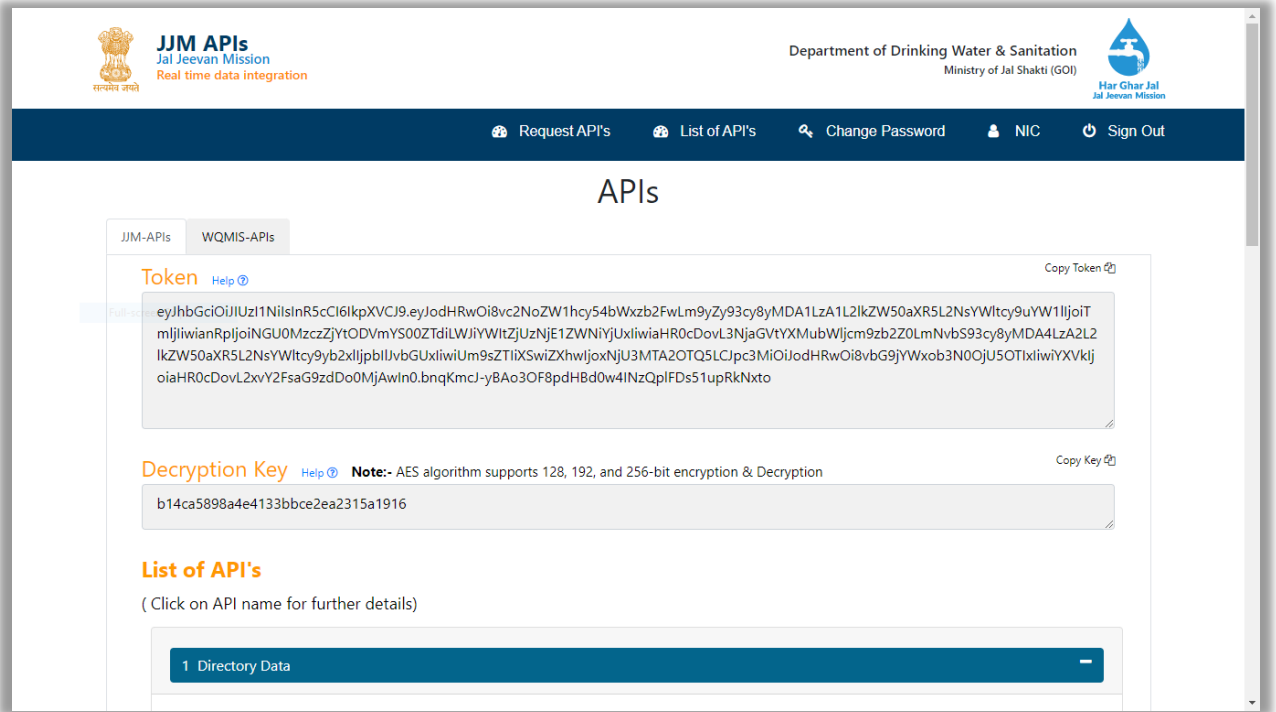 सत्यमेव जयते
JJM APIs
Jal Jeevan Mission
Real time data integration
Department of Drinking Water & Sanitation
Ministry of Jal Shakti (GOI)
Har Ghar Jal
Jal Jeevan Mission
Request API's
List of API's
Change Password
NIC
Sign Out
APIs
JJM-APIs
WQMIS-APIs
Token
Help
Copy Token
eyJhbGciOiJIUzI1NiIsInR5cCI6IkpXVCJ9.eyJodHRwOi8vc2NoZW1hcy54bWxzb2FwLm9yZy93cy8yMDA1LzA1L2lkZW50aXR5L2NsYWltcy9uYW1lIjoiT
mljIiwianRpIjoiNGU0MzczZjYtODVmYS00ZTdiLWJiYWItZjUzNjE1ZWNiYjUxIiwiaHR0cDovL3NjaGVtYXMubWljcm9zb2Z0LmNvbS93cy8yMDA4LzA2L2
lkZW50aXR5L2NsYWltcy9yb2xlIjpbIlJvbGUxIiwiUm9sZTIiXSwiZXhwIjoxNjU3MTA2OTQ5LCJpc3MiOiJodHRwOi8vbG9jYWxob3N0OjU5OTIxIiwiYXVkIj
oiaHR0cDovL2xvY2FsaG9zdDo0MjAwIn0.bnqKmcJ-yBAo3OF8pdHBd0w4INzQplFDs51upRkNxto
Decryption Key
Help
Note:- AES algorithm supports 128, 192, and 256-bit encryption & Decryption
Copy Key
b14ca5898a4e4133bbce2ea2315a1916
List of API's
( Click on API name for further details)
1 Directory Data